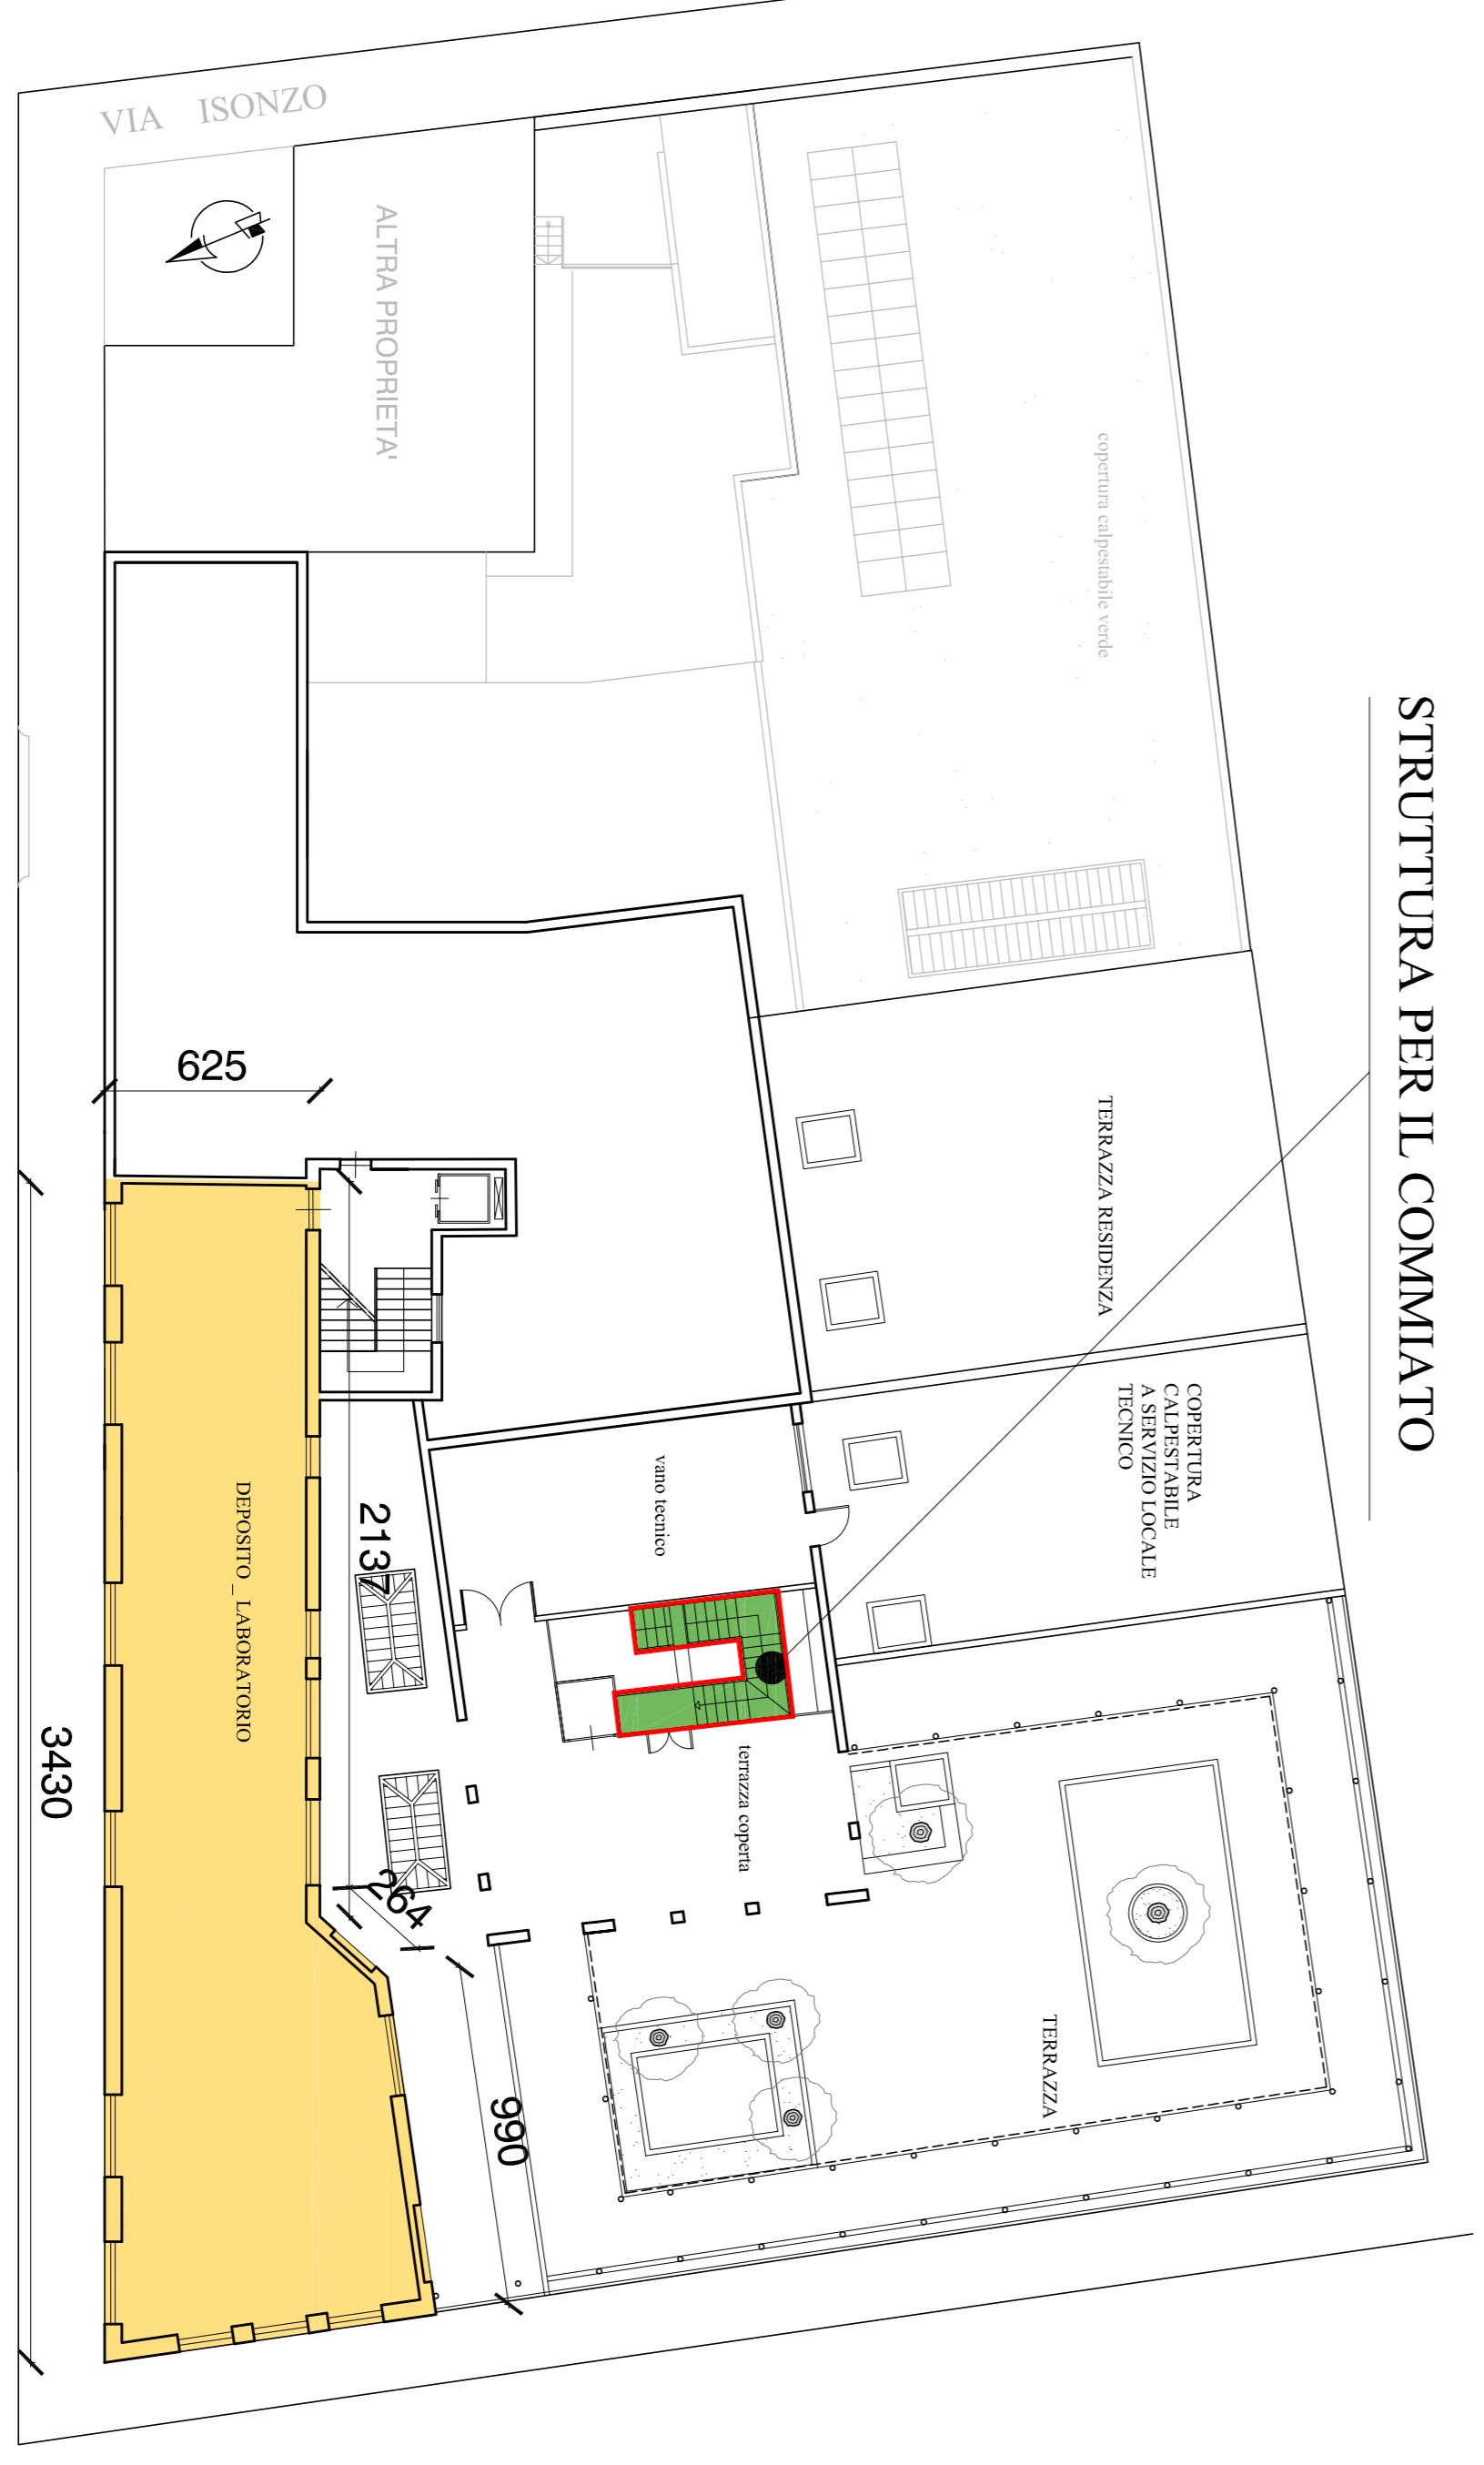 STRUTTURA PER IL COMMIATO
VIA ISONZO
ALTRA PROPRIETA'
copertura calpestabile verde
TERRAZZA RESIDENZA
COPERTURA
CALPESTABILE
A SERVIZIO LOCALE
TECNICO
625
vano tecnico
2137
DEPOSITO _ LABORATORIO
3430
terrazza coperta
264
990
TERRAZZA